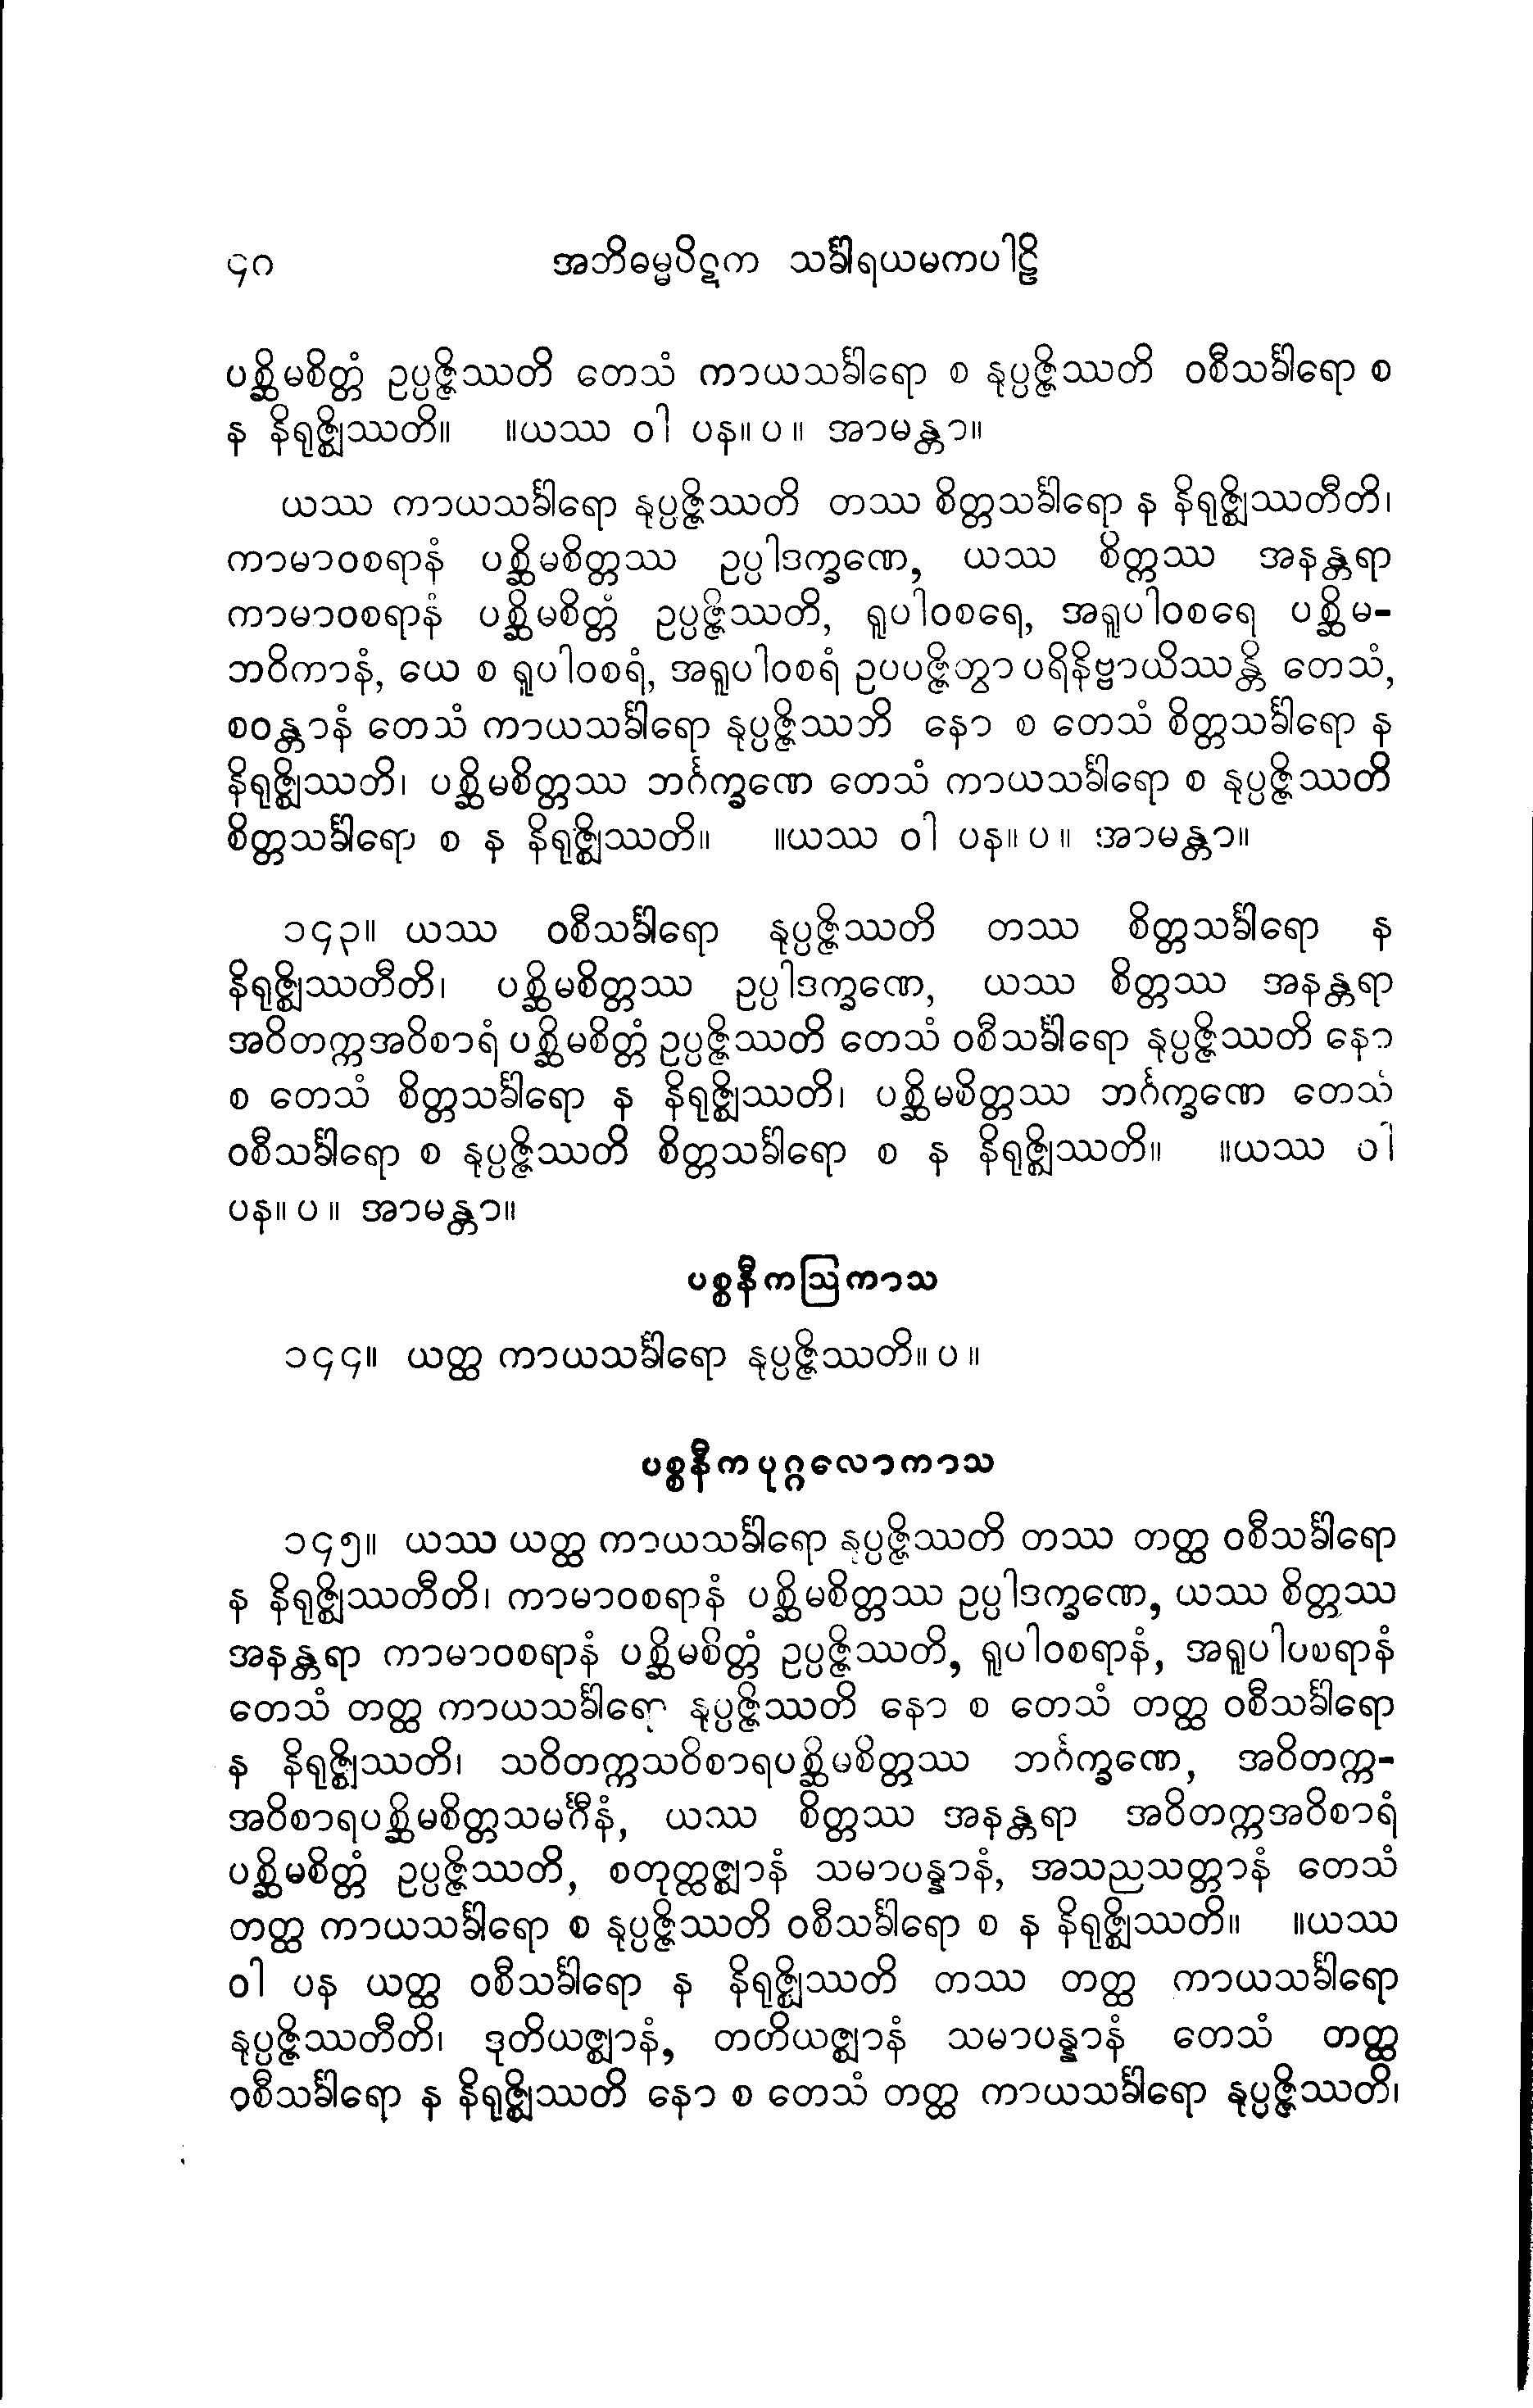 ၄ဂ အဘိဓမ္မပိဋက သင်္ခါရယမကပါဠိ
ပစ္ဆိမစိတ္တံ ဥပ္ပဇ္ဇိဿတိ တေသံ ကာယသင်္ခါရော စ နုပ္ပဇ္ဇိဿတိ ဝစီသင်္ခါရော စ
န နိရုဇ္ဈိဿတိ။ ။ယဿ ဝါ ပန။ပ။ အာမန္တာ။
ယဿ ကာယသင်္ခါရော နုပ္ပဇ္ဇိဿတိ တဿ စိတ္တသင်္ခါရော န နိရုဇ္ဈိဿတီတိ၊
ကာမာဝစရာနံ ပစ္ဆိမစိတ္တဿ ဥပ္ပါဒက္ခဏေ, ယဿ စိတ္တဿ အနန္တရာ
ကာမာဝစရာနံ ပစ္ဆိမစိတ္တံ ဥပ္ပဇ္ဇိဿတိ, ရူပါဝစရေ, အရူပါဝစရေ ပစ္ဆိမ-
ဘဝိကာနံ, ယေ စ ရူပါဝစရံ, အရူပါဝစရံ ဥပပဇ္ဇိတွာ ပရိနိဗ္ဗာယိဿန္တိ တေသံ,
စဝန္တာနံ တေသံ ကာယသင်္ခါရော နုပ္ပဇ္ဇိဿတိ နော စ တေသံ စိတ္တသင်္ခါရော န
နိရုဇ္ဈိဿတိ၊ ပစ္ဆိမစိတ္တဿ ဘင်္ဂက္ခဏေ တေသံ ကာယသင်္ခါရော စ နုပ္ပဇ္ဇိဿတိ
စိတ္တသင်္ခါရော စ န နိရုဇ္ဈိဿတိ။ ။ယဿ ဝါ ပန။ပ။ အာမန္တာ။
၁၄၃။ ယဿ ဝစီသင်္ခါရော နုပ္ပဇ္ဇိဿတိ တဿ စိတ္တသင်္ခါရော န
နိရုဇ္ဈိဿတီတိ၊ ပစ္ဆိမစိတ္တဿ ဥပ္ပါဒက္ခဏေ, ယဿ စိတ္တဿ အနန္တရာ
အဝိတက္ကအဝိစာရံ ပစ္ဆိမစိတ္တံ ဥပ္ပဇ္ဇိဿတိ တေသံ ဝစီသင်္ခါရော နုပ္ပဇ္ဇိဿတိ နော
စ တေသံ စိတ္တသင်္ခါရော န နိရုဇ္ဈိဿတိ၊ ပစ္ဆိမစိတ္တဿ ဘင်္ဂက္ခဏေ တေသံ
ဝစီသင်္ခါရော စ နုပ္ပဇ္ဇိဿတိ စိတ္တသင်္ခါရော စ န နိရုဇ္ဈိဿတိ။ ။ယဿ ဝါ
ပန။ပ။ အာမန္တာ။
ပစ္စနီကဩကာသ
၁၄၄။ ယတ္ထ ကာယသင်္ခါရော နုပ္ပဇ္ဇိဿတိ။ပ။
ပစ္စနီကပုဂ္ဂလောကာသ
၁၄၅။ ယဿ ယတ္ထ ကာယသင်္ခါရော နုပ္ပဇ္ဇိဿတိ တဿ တတ္ထ ဝစီသင်္ခါရော
န နိရုဇ္ဈိဿတီတိ၊ ကာမာဝစရာနံ ပစ္ဆိမစိတ္တဿ ဥပ္ပါဒက္ခဏေ, ယဿ စိတ္တဿ
အနန္တရာ ကာမာဝစရာနံ ပစ္ဆိမစိတ္တံ ဥပ္ပဇ္ဇိဿတိ, ရူပါဝစရာနံ, အရူပါဝစရာနံ
တေသံ တတ္ထ ကာယသင်္ခါရော နုပ္ပဇ္ဇိဿတိ နော စ တေသံ တတ္ထ ဝစီသင်္ခါရော
န နိရုဇ္ဈိဿတိ၊ သဝိတက္ကသဝိစာရပစ္ဆိမစိတ္တဿ ဘင်္ဂက္ခဏေ, အဝိတက္က-
အဝိစာရပစ္ဆိမစိတ္တသမင်္ဂီနံ, ယဿ စိတ္တဿ အနန္တရာ အဝိတက္ကအဝိစာရံ
ပစ္ဆိမစိတ္တံ ဥပ္ပဇ္ဇိဿတိ, စတုတ္ထဇ္ဈာနံ သမာပန္နာနံ, အသညသတ္တာနံ တေသံ
တတ္ထ ကာယသင်္ခါရော စ နုပ္ပဇ္ဇိဿတိ ဝစီသင်္ခါရော စ န နိရုဇ္ဈိဿတိ။ ။ယဿ
ဝါ ပန ယတ္ထ ဝစီသင်္ခါရော န နိရုဇ္ဈိဿတိ တဿ တတ္ထ ကာယသင်္ခါရော
နုပ္ပဇ္ဇိဿတီတိ၊ ဒုတိယဇ္ဈာနံ, တတိယဇ္ဈာနံ သမာပန္နာနံ တေသံ တတ္ထ
ဝစီသင်္ခါရော န နိရုဇ္ဈိဿတိ နော စ တေသံ တတ္ထ ကာယသင်္ခါရော နုပ္ပဇ္ဇိဿတိ၊